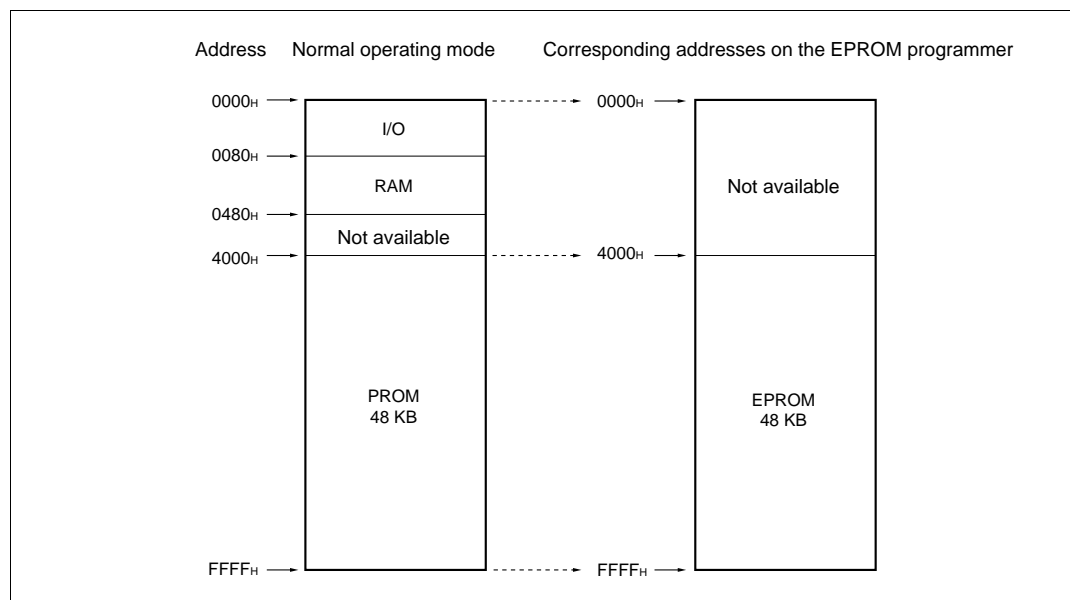 Address Normal operating mode Corresponding addresses on the EPROM programmer
0000H 0000H
I/O
0080H
RAM Not available
0480H
Not available
4000H 4000H
PROM EPROM
48 KB 48 KB
FFFFH FFFFH